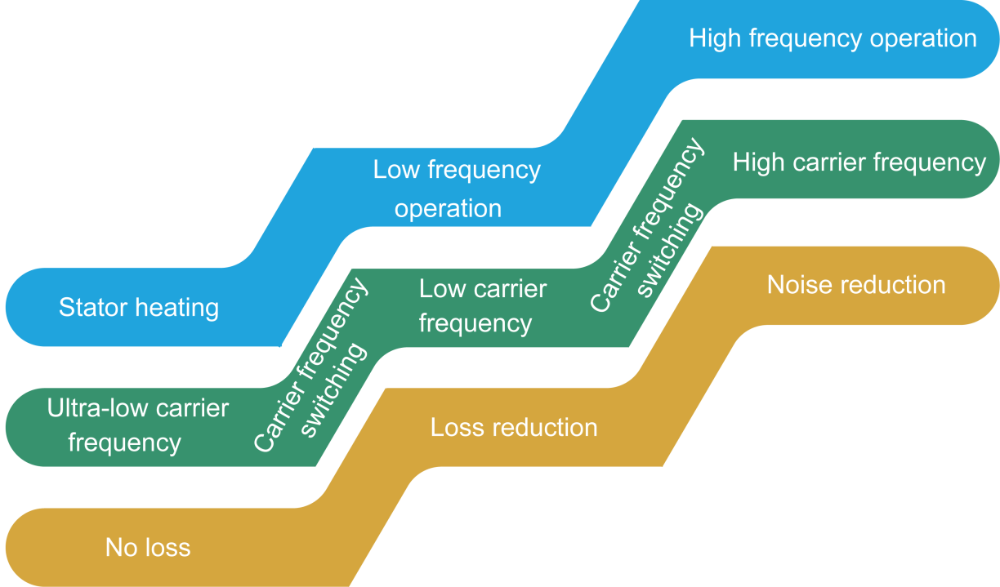 High frequency operation
Low frequency
operation
Stator heating
High carrier frequency
Carrier frequency
switching
Low carrier
frequency
Carrier frequency
switching
Ultra-low carrier
frequency
Noise reduction
Loss reduction
No loss